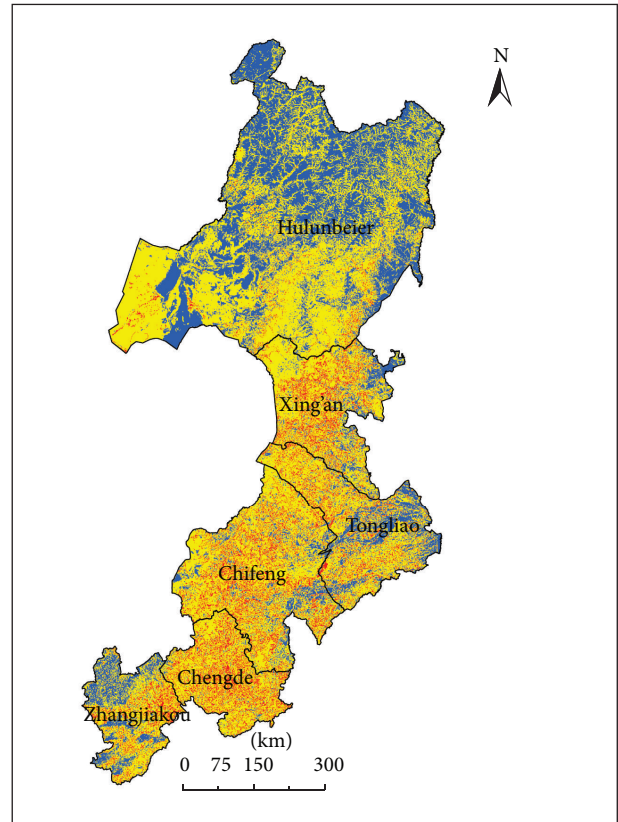 N
Hulunbeier
Xing'an
Tongliao
Chifeng
Chengde
Zhangjiakou
(km)
0 75 150 300